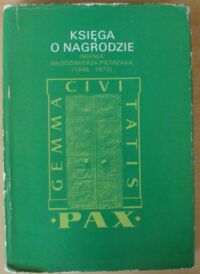 KSIĘGA
O NAGRODZIE
IMIENIA
WŁODZIMIERZA PIETRZAKA
(1948-1972)
CIVI
GEMMA
TATIS
·PAX·